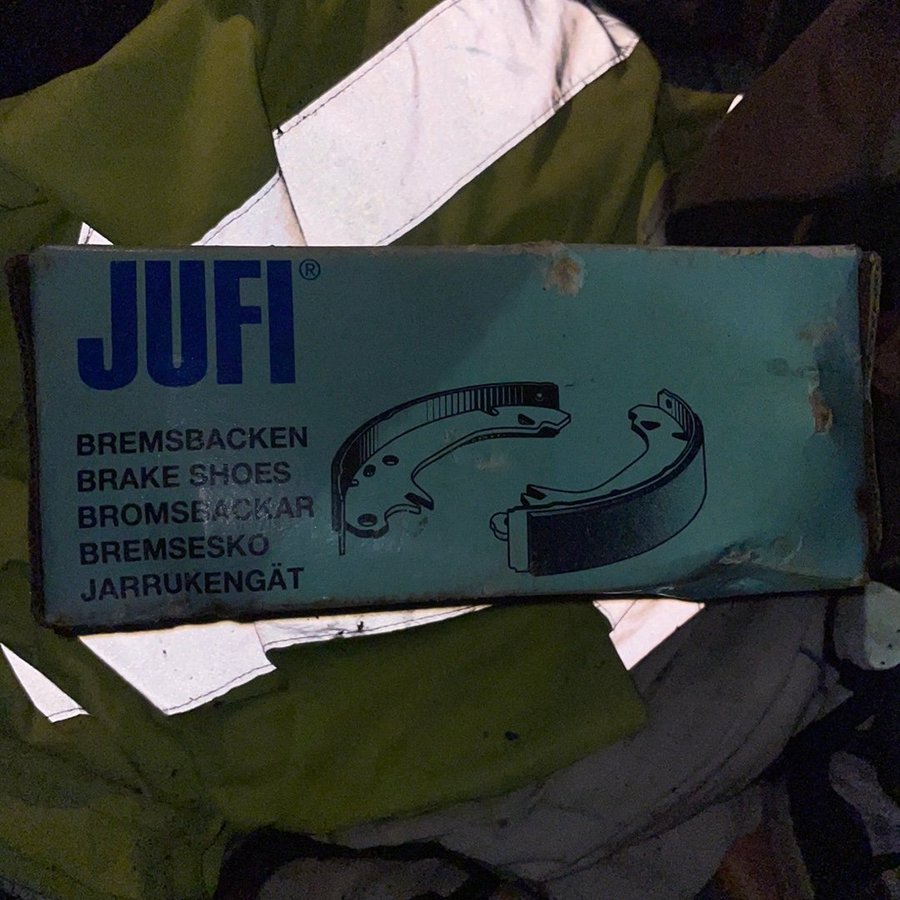 JUFI®
BREMSBACKEN
BRAKE SHOES
BROMSBACKAR
BREMSESKO
JARRUKENGÄT